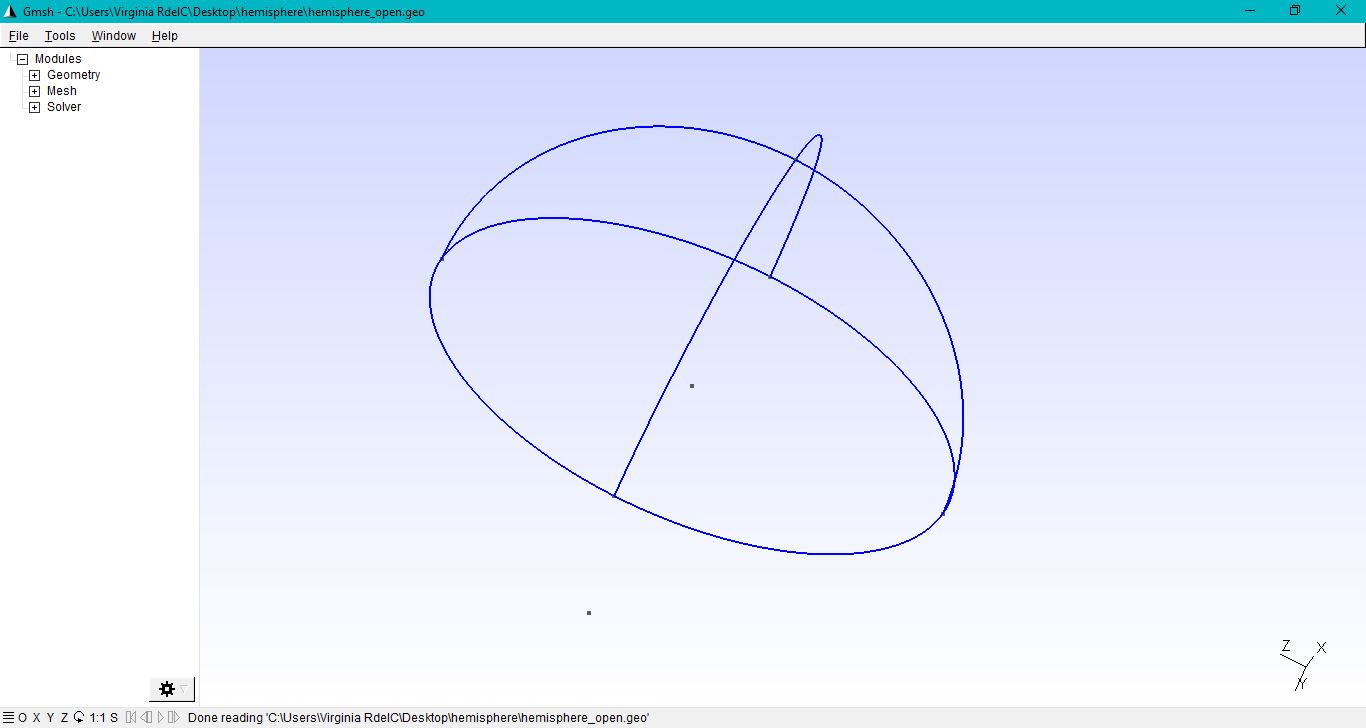 Gmsh - C:\Users\Virginia RdelC\Desktop\hemisphere\hemisphere_open.geo
File Tools Window Help
Modules
Geometry
Mesh
Solver
Z X
Y
O X Y Z 1:1 S Done reading 'C:\Users\Virginia RdelC\Desktop\hemisphere\hemisphere_open.geo'